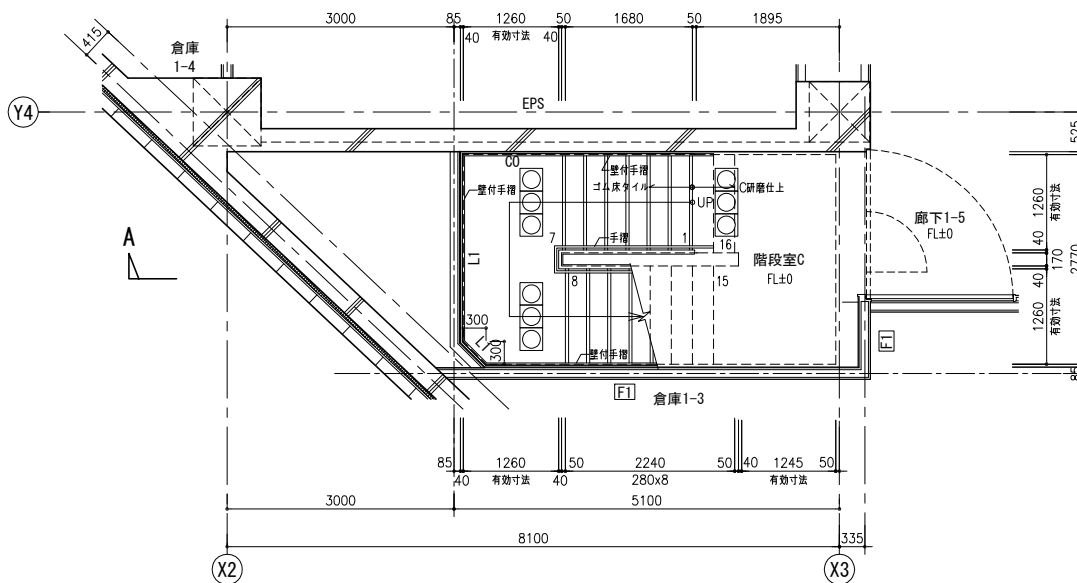 3000
85
1260
50
1680
50
1895
40
有効寸法
40
415
倉庫
1-4
Y4
EPS
525
CO
壁付手摺
壁付手摺
ゴム床タイル
C研磨仕上
UP
廊下1-5
FL±0
1260
有効寸法
40
170
2770
40
1260
有効寸法
85
A
7
手摺
1
16
階段室C
FL±0
8
15
L1
300
L1
300
壁付手摺
F1
F1
倉庫1-3
85
1260
50
2240
50
1245
50
40
有効寸法
40
280x8
40
有効寸法
3000
5100
8100
335
X2
X3